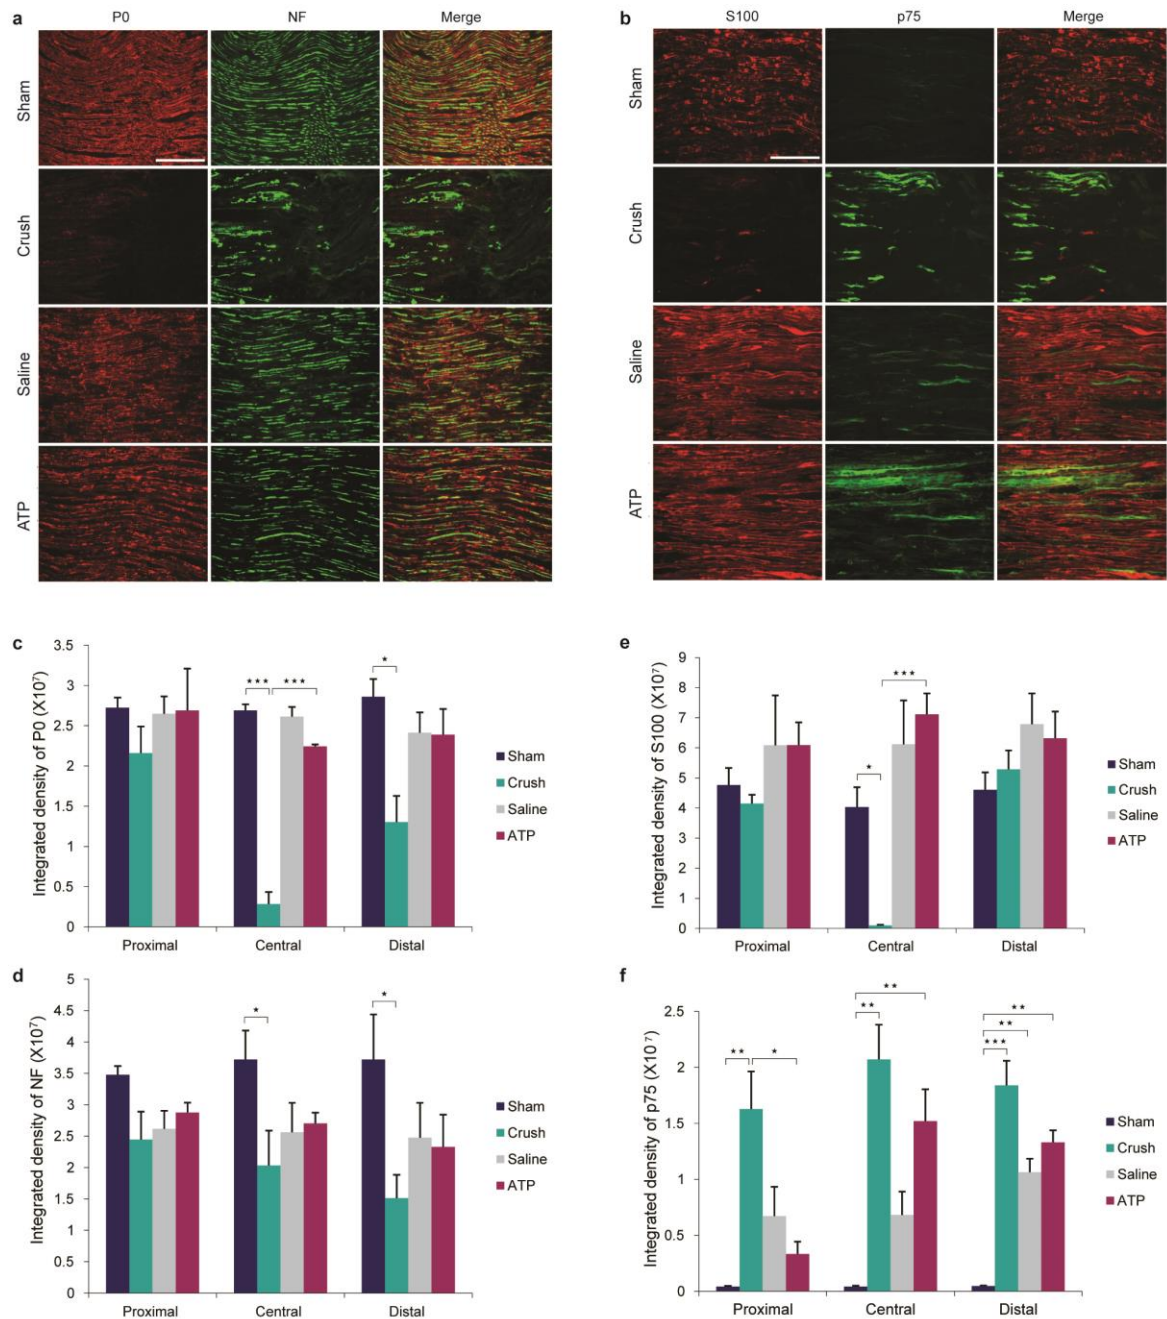 a
P0 NF Merge
Sham
Crush
Saline
ATP
b
S100 p75 Merge
Sham
Crush
Saline
ATP
c
Integrated density of P0 (X10⁷)
3.5
3
2.5
2
1.5
1
0.5
0
★★★ ★★★ ★
Proximal Central Distal
Sham
Crush
Saline
ATP
e
Integrated density of S100 (X10⁷)
9
8
7
6
5
4
3
2
1
0
★★★
★
Proximal Central Distal
Sham
Crush
Saline
ATP
d
Integrated density of NF (X10⁷)
5
4.5
4
3.5
3
2.5
2
1.5
1
0.5
0
★ ★
Proximal Central Distal
Sham
Crush
Saline
ATP
f
Integrated density of p75 (X10⁷)
2.5
2
1.5
1
0.5
0
★★ ★
★★
★★
★★
★★
★★★
Proximal Central Distal
Sham
Crush
Saline
ATP